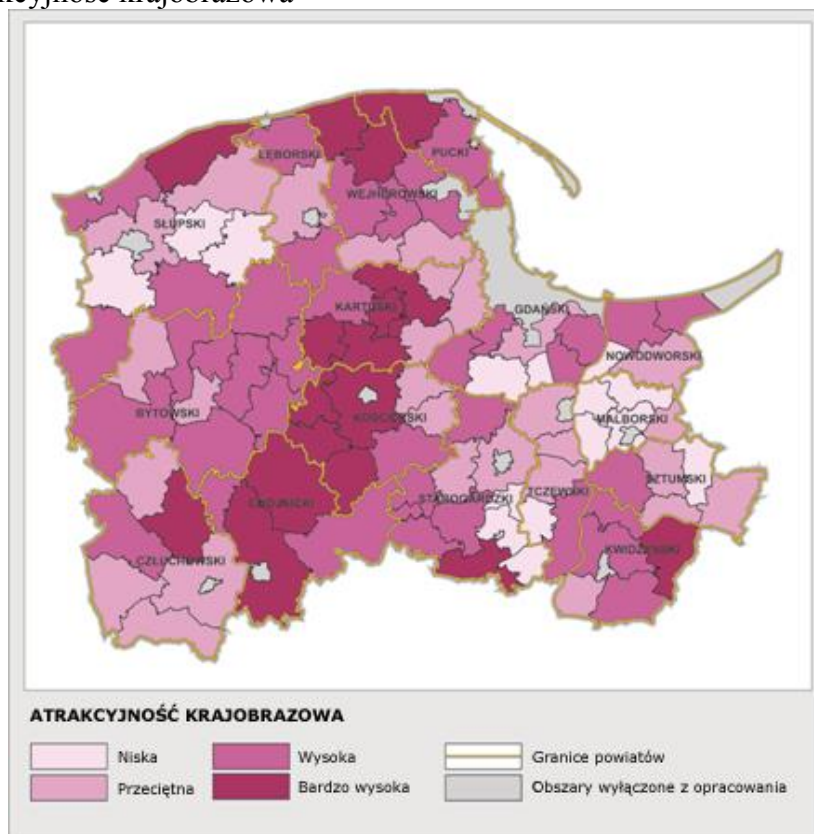 kcyjność krajobrazowa
LĘBORSKI
PUCKI
WEJHEROWSKI
SŁUPSKI
KARTUSKI
GDAŃSKI
NOWODWORSKI
BYTOWSKI
KOŚCIERSKI
MALBORSKI
SZTUMSKI
CHOJNICKI
STAROGARDZKI
TCZEWSKI
KWIDZYŃSKI
CZŁUCHOWSKI
ATRAKCYJNOŚĆ KRAJOBRAZOWA
Niska Wysoka Granice powiatów
Przeciętna Bardzo wysoka Obszary wyłączone z opracowania